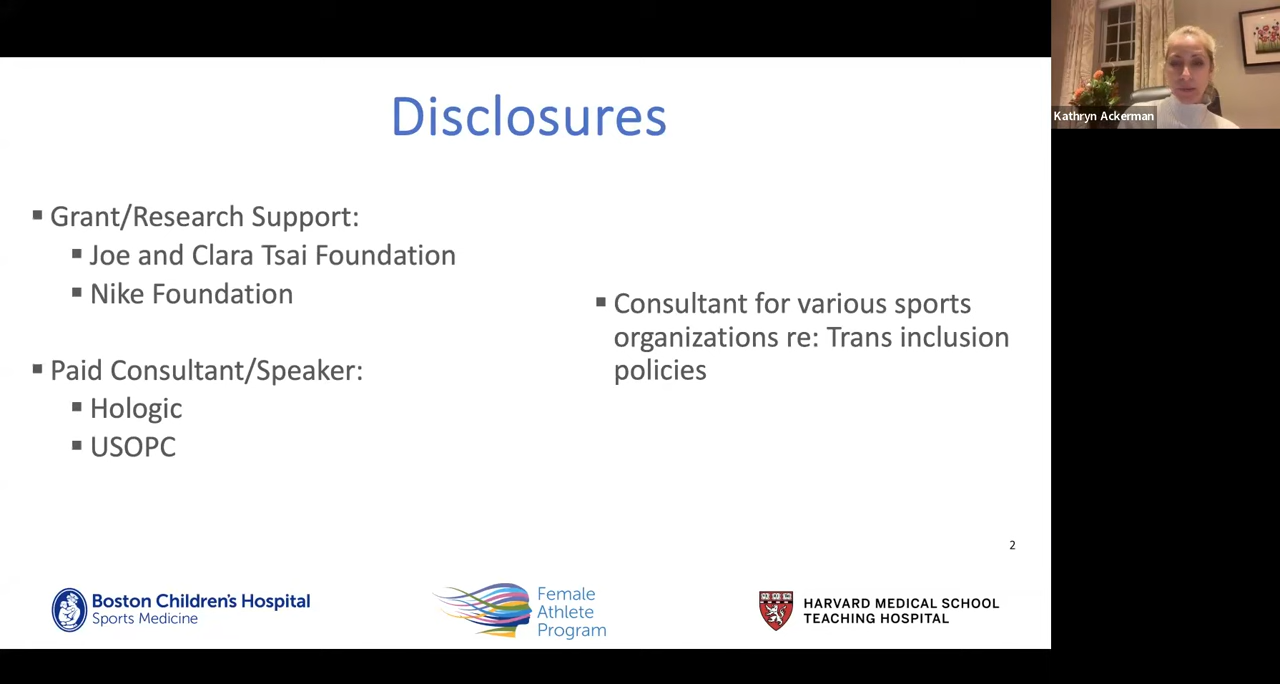 Disclosures
▪ Grant/Research Support:
▪ Joe and Clara Tsai Foundation
▪ Nike Foundation
▪ Paid Consultant/Speaker:
▪ Hologic
▪ USOPC
▪ Consultant for various sports
organizations re: Trans inclusion
policies
2
Boston Children's Hospital
Sports Medicine
Female
Athlete
Program
HARVARD MEDICAL SCHOOL
TEACHING HOSPITAL
Kathryn Ackerman